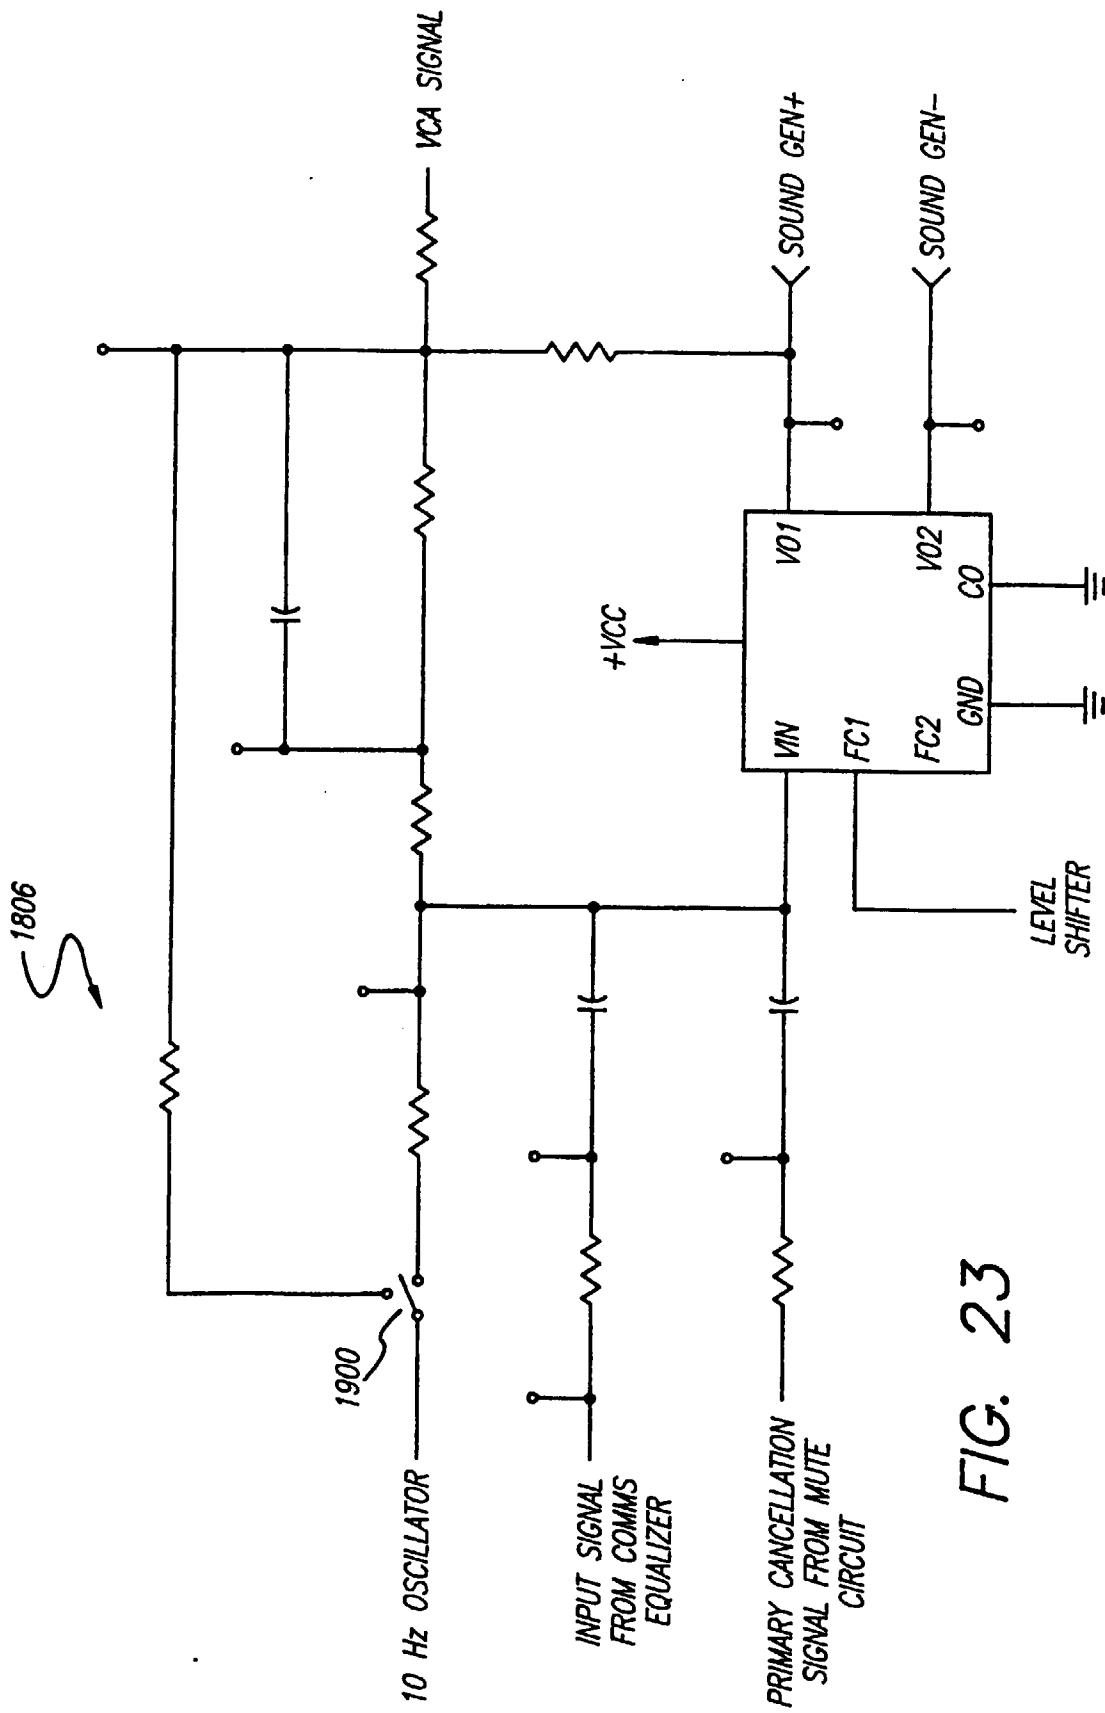 1806
1900
10 Hz OSCILLATOR
VCA SIGNAL
INPUT SIGNAL
FROM COMMS
EQUALIZER
PRIMARY CANCELLATION
SIGNAL FROM MUTE
CIRCUIT
+VCC
VIN
FC1
FC2
GND
CO
VO1
VO2
SOUND GEN+
SOUND GEN−
LEVEL
SHIFTER
FIG. 23